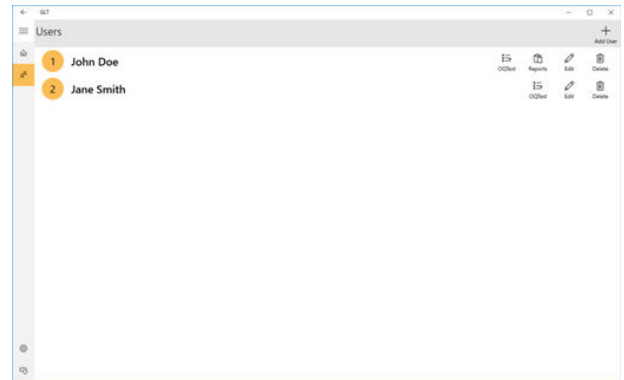 GLT
Users
Add User
1 John Doe
OQTest Reports Edit Delete
2 Jane Smith
OQTest Edit Delete